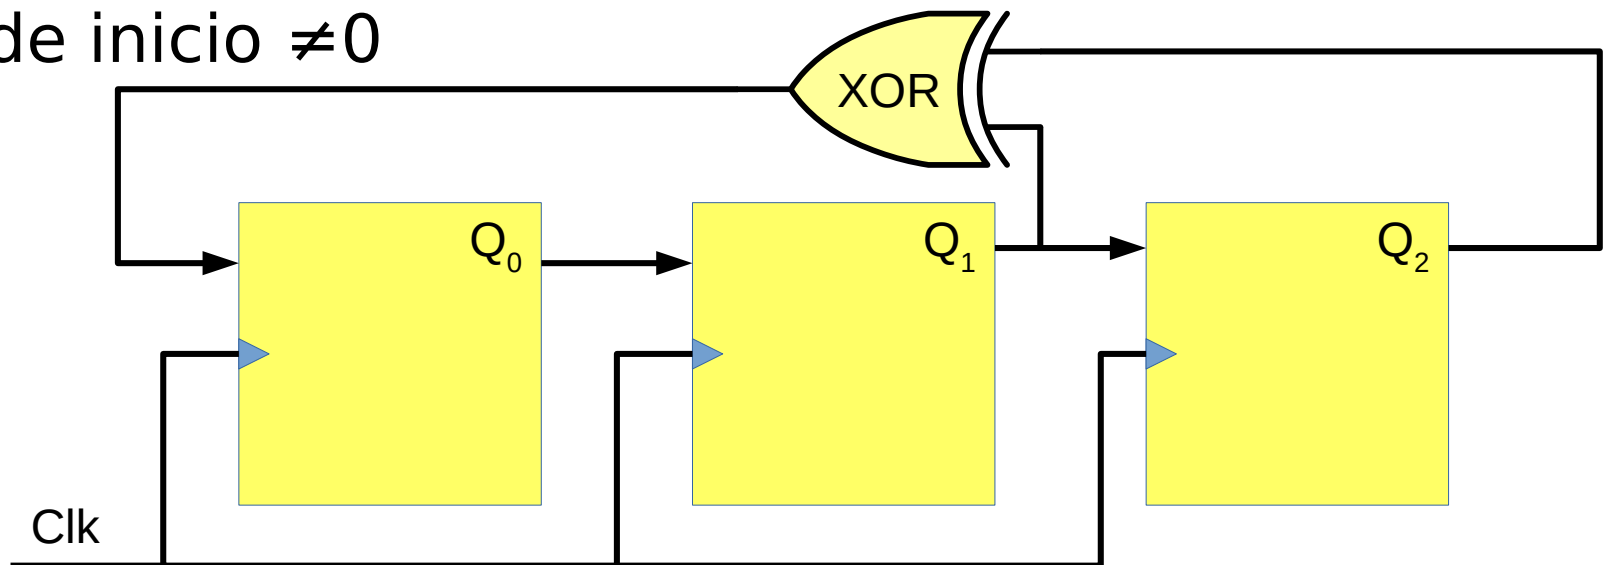 de inicio ≠0
XOR
Q0
Q1
Q2
Clk